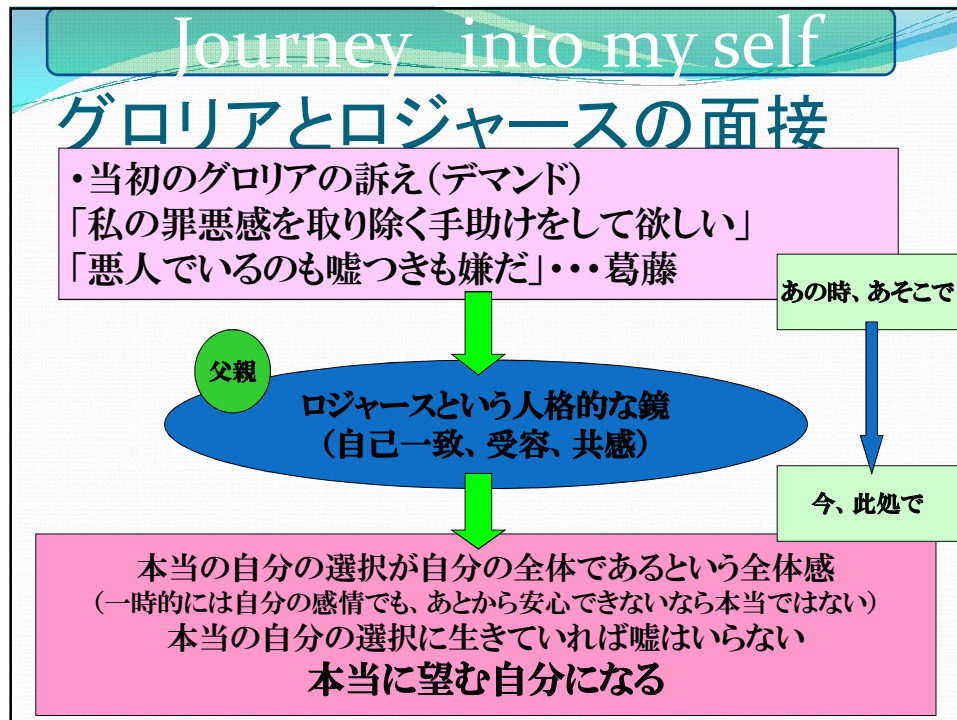 Journey into my self
グロリアとロジャースの面接
・当初のグロリアの訴え（デマンド）
「私の罪悪感を取り除く手助けをして欲しい」
「悪人でいるのも嘘つきも嫌だ」・・・葛藤
あの時、あそこで
父親
ロジャースという人格的な鏡
（自己一致、受容、共感）
今、此処で
本当の自分の選択が自分の全体であるという全体感
（一時的には自分の感情でも、あとから安心できないなら本当ではない）
本当の自分の選択に生きていれば嘘はいらない
本当に望む自分になる